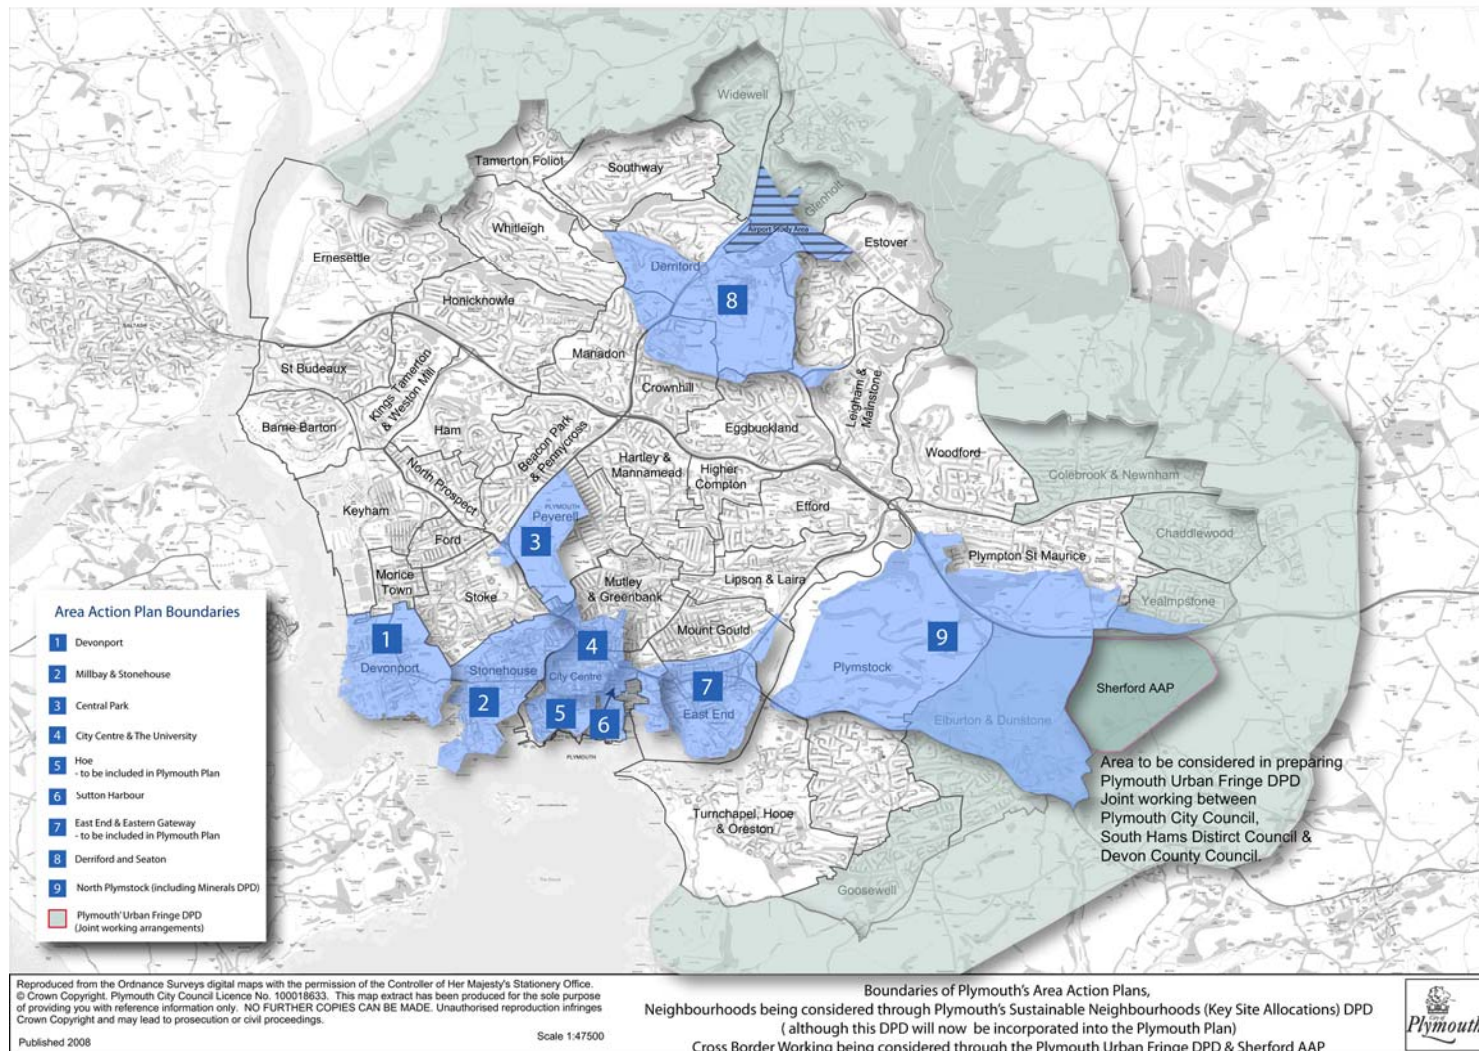 Widewell
Tamerton Foliot
Southway
Glenholt
Whitleigh
Airport Study Area
Estover
Ernesettle
Derriford
8
Honicknowle
SALTASH
Manadon
St Budeaux
Kings Tamerton
& Weston Mill
Crownhill
Leigham &
Mainstone
Barne Barton
Ham
Beacon Park
& Pennycross
Eggbuckland
Woodford
Hartley &
Mannamead
Higher
Compton
Colebrook & Newnham
North Prospect
PLYMOUTH
Peverell
Keyham
Efford
Chaddlewood
Ford
3
Plympton St Maurice
Morice
Town
Mutley
& Greenbank
Lipson & Laira
Stoke
Yealmpstone
Mount Gould
1
4
9
Devonport
Stonehouse
City Centre
Plymstock
7
Sherford AAP
2
5
6
East End
Elburton & Dunstone
PLYMOUTH
Turnchapel, Hooe
& Oreston
Goosewell
Area to be considered in preparing
Plymouth Urban Fringe DPD
Joint working between
Plymouth City Council,
South Hams Distirct Council &
Devon County Council.
Area Action Plan Boundaries
1 Devonport
2 Millbay & Stonehouse
3 Central Park
4 City Centre & The University
5 Hoe
- to be included in Plymouth Plan
6 Sutton Harbour
7 East End & Eastern Gateway
- to be included in Plymouth Plan
8 Derriford and Seaton
9 North Plymstock (including Minerals DPD)
Plymouth' Urban Fringe DPD
(Joint working arrangements)
Reproduced from the Ordnance Surveys digital maps with the permission of the Controller of Her Majesty's Stationery Office.
© Crown Copyright. Plymouth City Council Licence No. 100018633. This map extract has been produced for the sole purpose
of providing you with reference information only. NO FURTHER COPIES CAN BE MADE. Unauthorised reproduction infringes
Crown Copyright and may lead to prosecution or civil proceedings.
Published 2008
Scale 1:47500
Boundaries of Plymouth's Area Action Plans,
Neighbourhoods being considered through Plymouth's Sustainable Neighbourhoods (Key Site Allocations) DPD
( although this DPD will now be incorporated into the Plymouth Plan)
Cross Border Working being considered through the Plymouth Urban Fringe DPD & Sherford AAP
City of
Plymouth